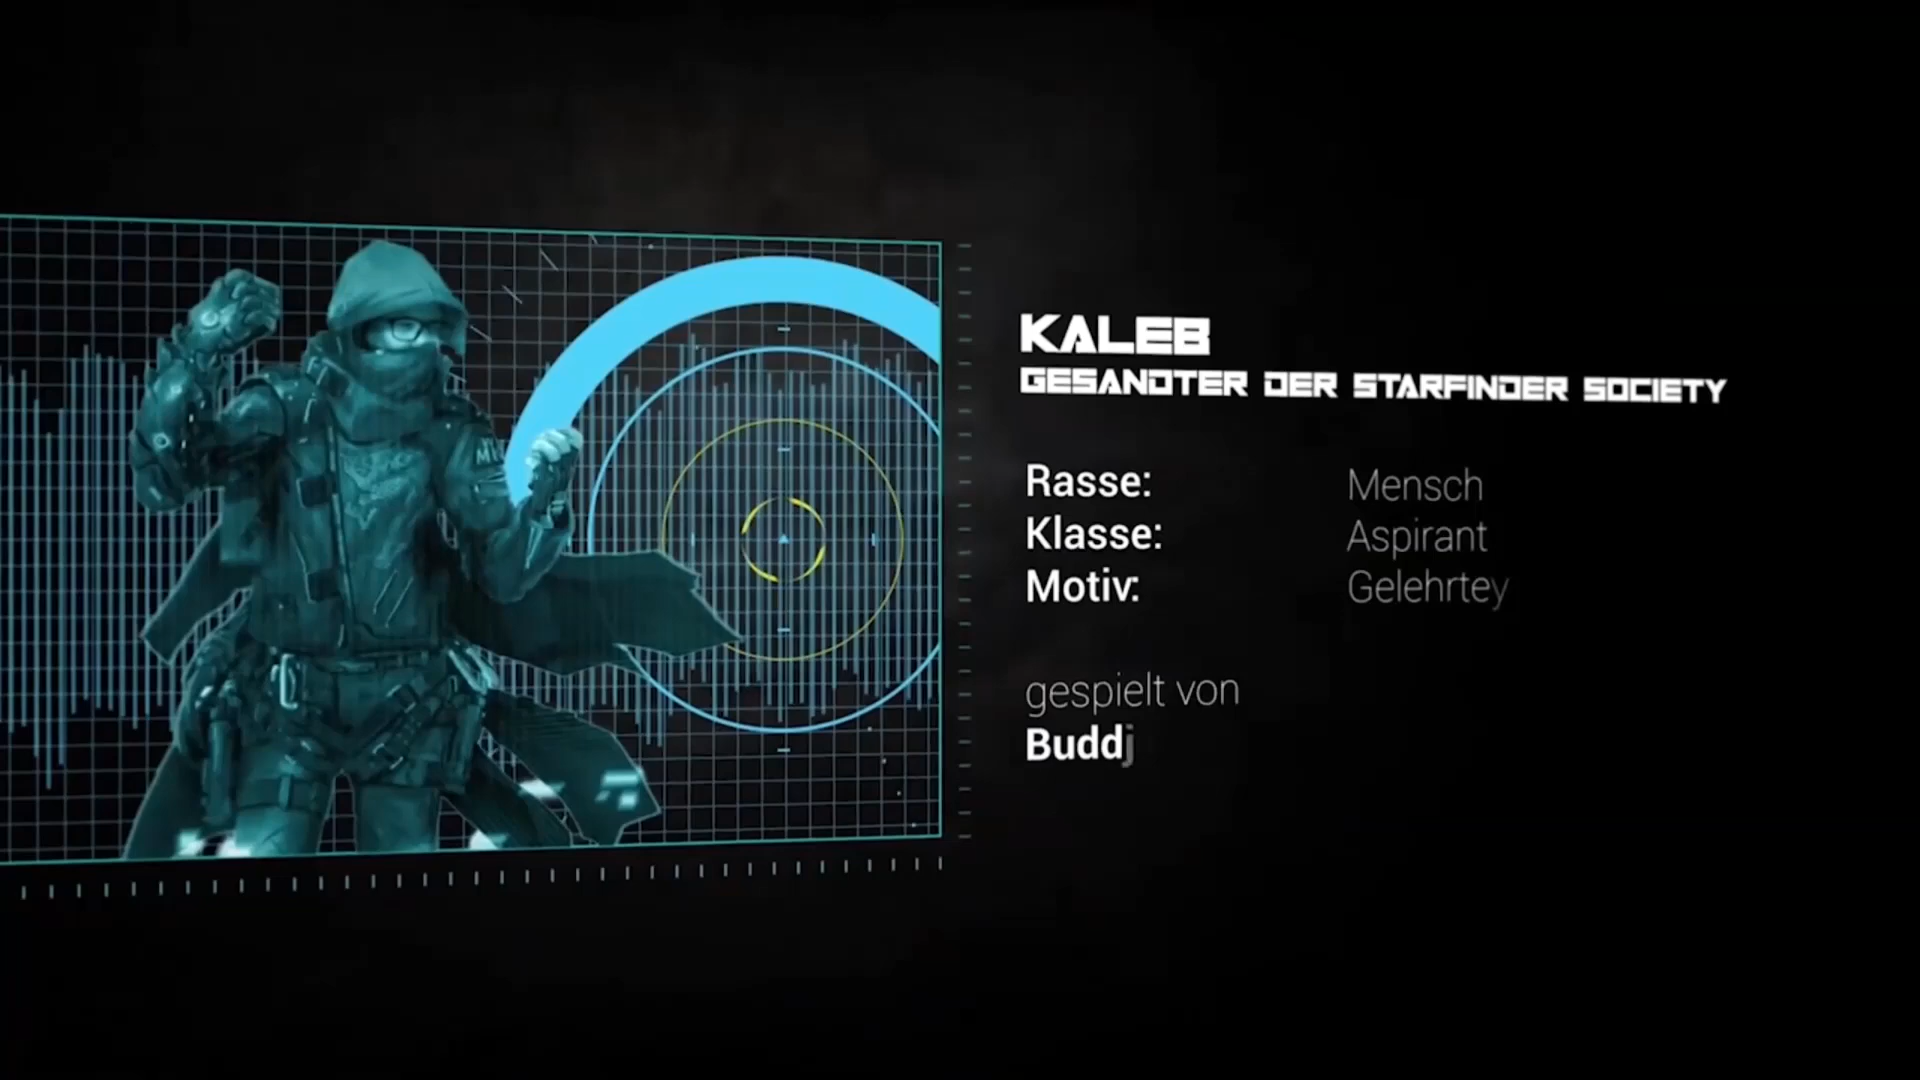 KALEB
GESANDTER DER STARFINDER SOCIETY
Rasse: Mensch
Klasse: Aspirant
Motiv: Gelehrtey
gespielt von
Buddj